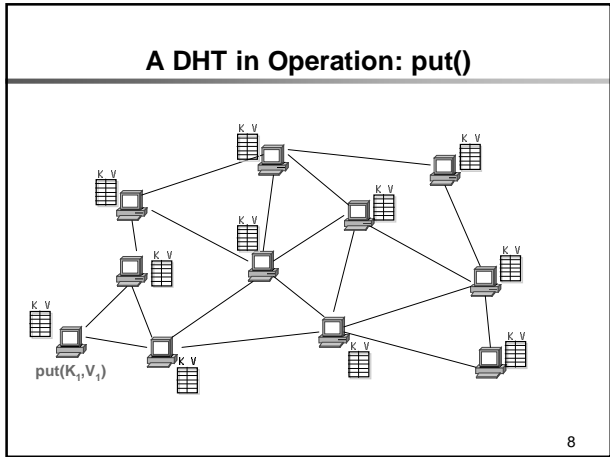 A DHT in Operation: put()
K V
K V
K V
K V
K V
K V
K V
K V
K V
K V
K V
put(K₁,V₁)
8